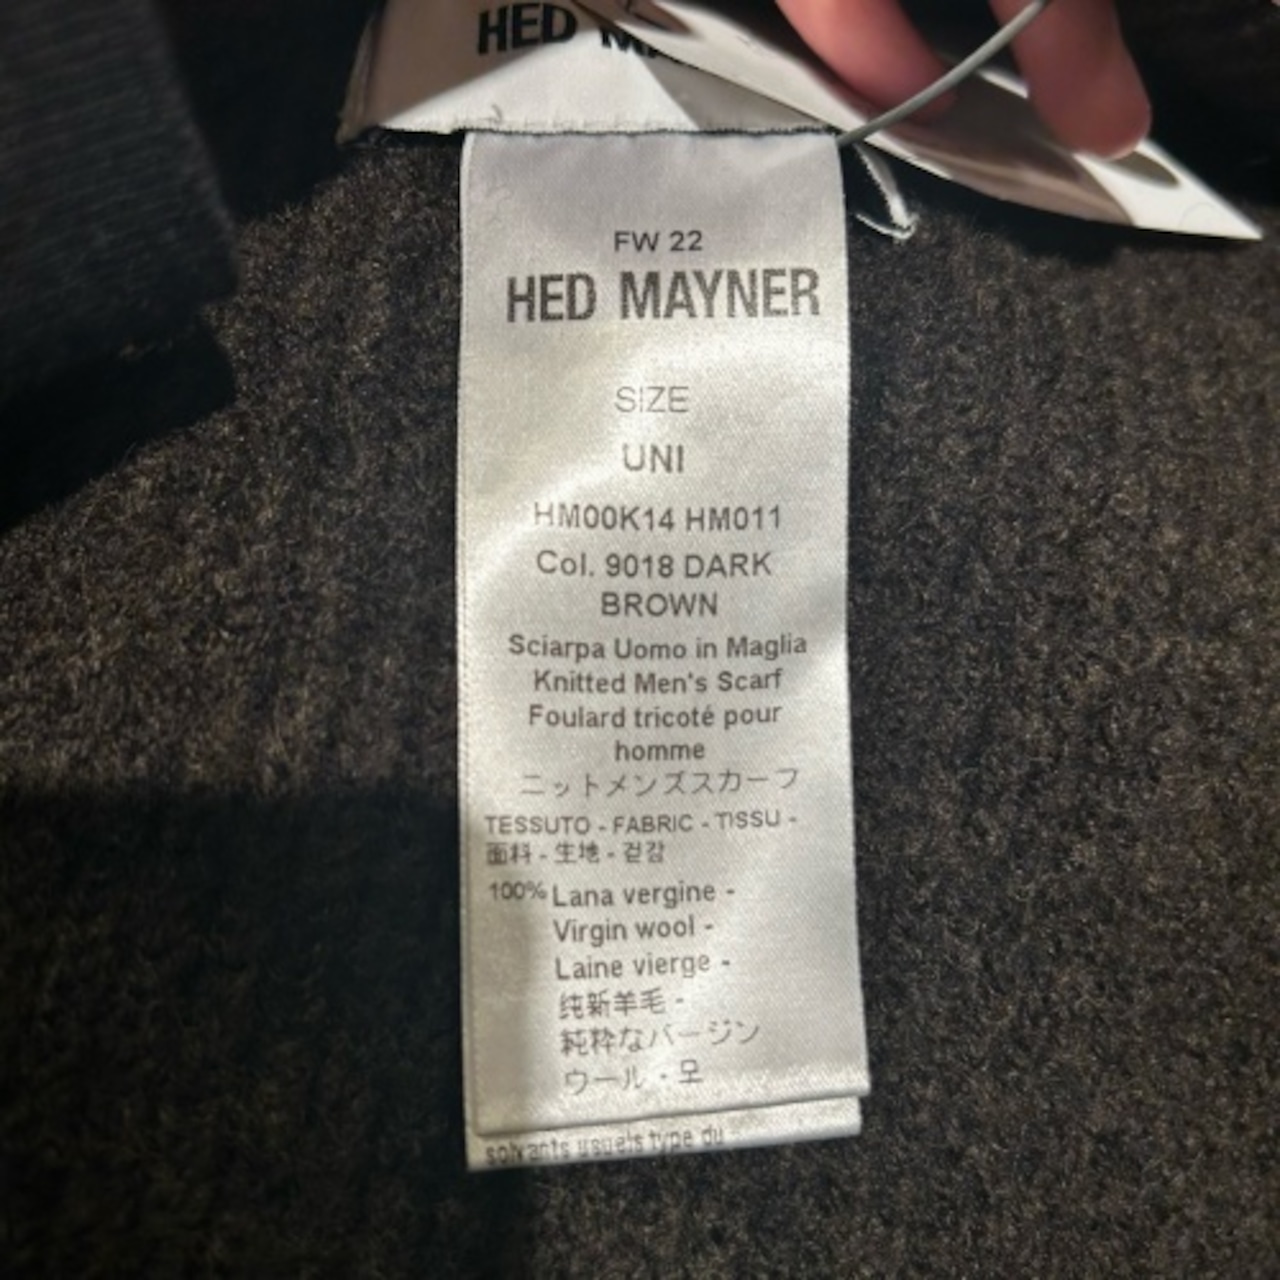 HED
FW 22
HED MAYNER
SIZE
UNI
HM00K14 HM011
Col. 9018 DARK
BROWN
Sciarpa Uomo in Maglia
Knitted Men's Scarf
Foulard tricoté pour
homme
ニットメンズスカーフ
TESSUTO - FABRIC - TISSU -
面料 - 生地 - 겉감
100% Lana vergine -
Virgin wool -
Laine vierge -
纯新羊毛 -
純粋なバージン
ウール - 모
solvants usuels type du